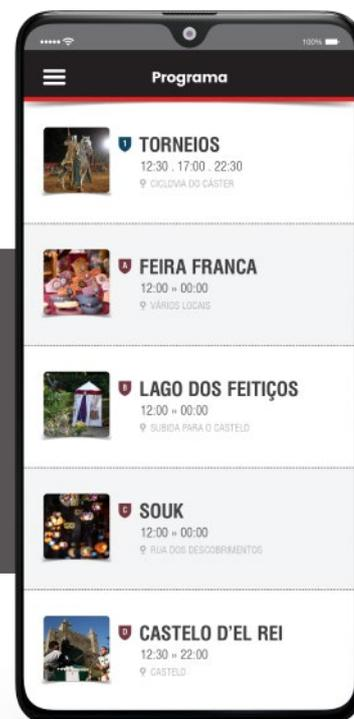 100%
Programa
1 TORNEIOS
12:30 . 17:00 . 22:30
CICLOVIA DO CÁSTER
A FEIRA FRANCA
12:00 » 00:00
VÁRIOS LOCAIS
B LAGO DOS FEITIÇOS
12:00 » 00:00
SUBIDA PARA O CASTELO
C SOUK
12:00 » 00:00
RUA DOS DESCOBRIMENTOS
D CASTELO D'EL REI
12:30 » 22:00
CASTELO